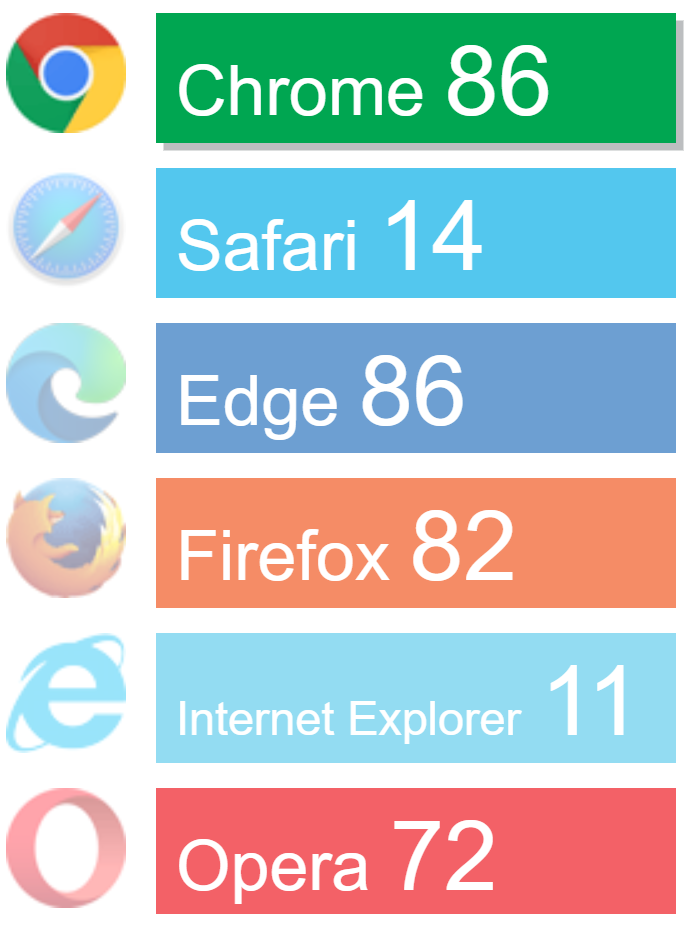 Chrome 86
Safari 14
Edge 86
Firefox 82
Internet Explorer 11
Opera 72